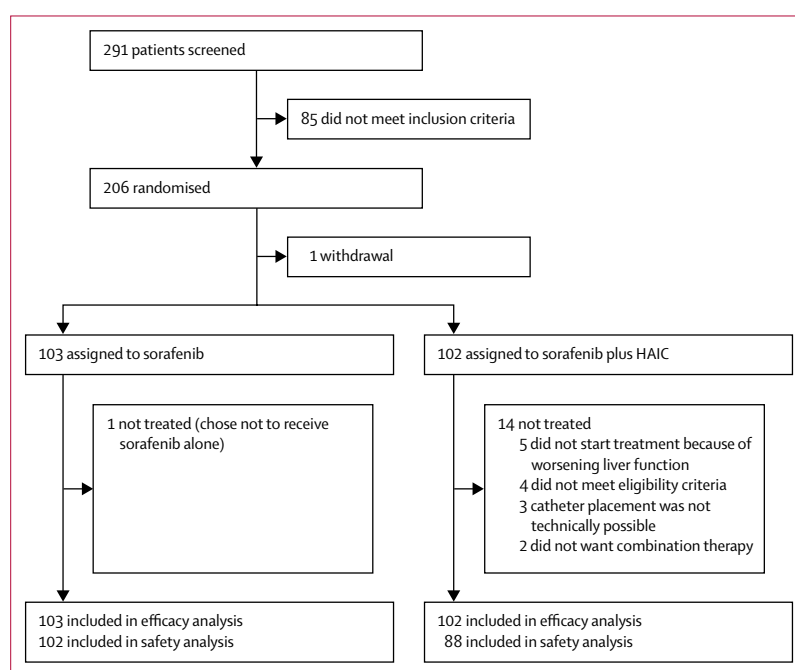 291 patients screened
85 did not meet inclusion criteria
206 randomised
1 withdrawal
103 assigned to sorafenib
102 assigned to sorafenib plus HAIC
1 not treated (chose not to receive
sorafenib alone)
14 not treated
5 did not start treatment because of
worsening liver function
4 did not meet eligibility criteria
3 catheter placement was not
technically possible
2 did not want combination therapy
103 included in efficacy analysis
102 included in safety analysis
102 included in efficacy analysis
88 included in safety analysis